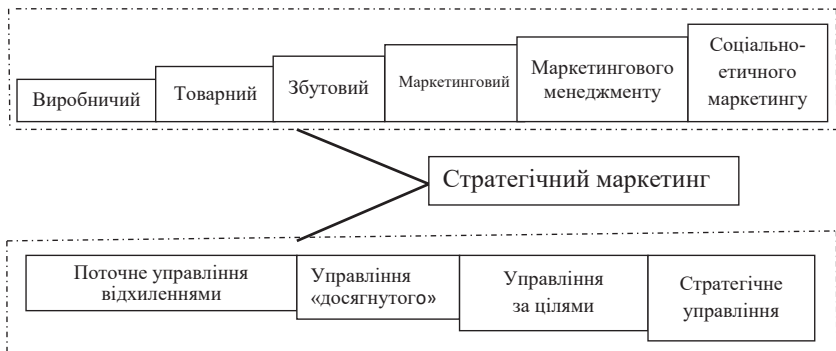 Виробничий
Товарний
Збутовий
Маркетинговий
Маркетингового
менеджменту
Соціально-
етичного
маркетингу
Стратегічний маркетинг
Поточне управління
відхиленнями
Управління
«досягнутого»
Управління
за цілями
Стратегічне
управління